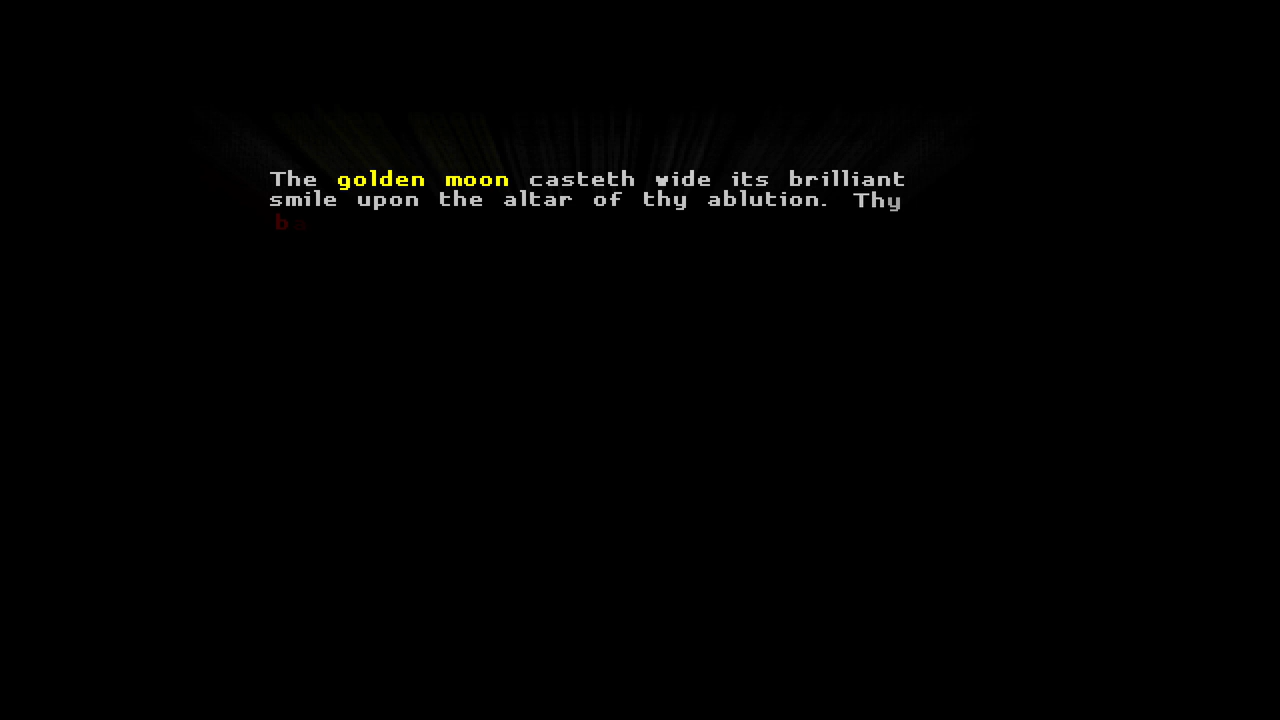 The golden moon casteth wide its brilliant
smile upon the altar of thy ablution. Thy